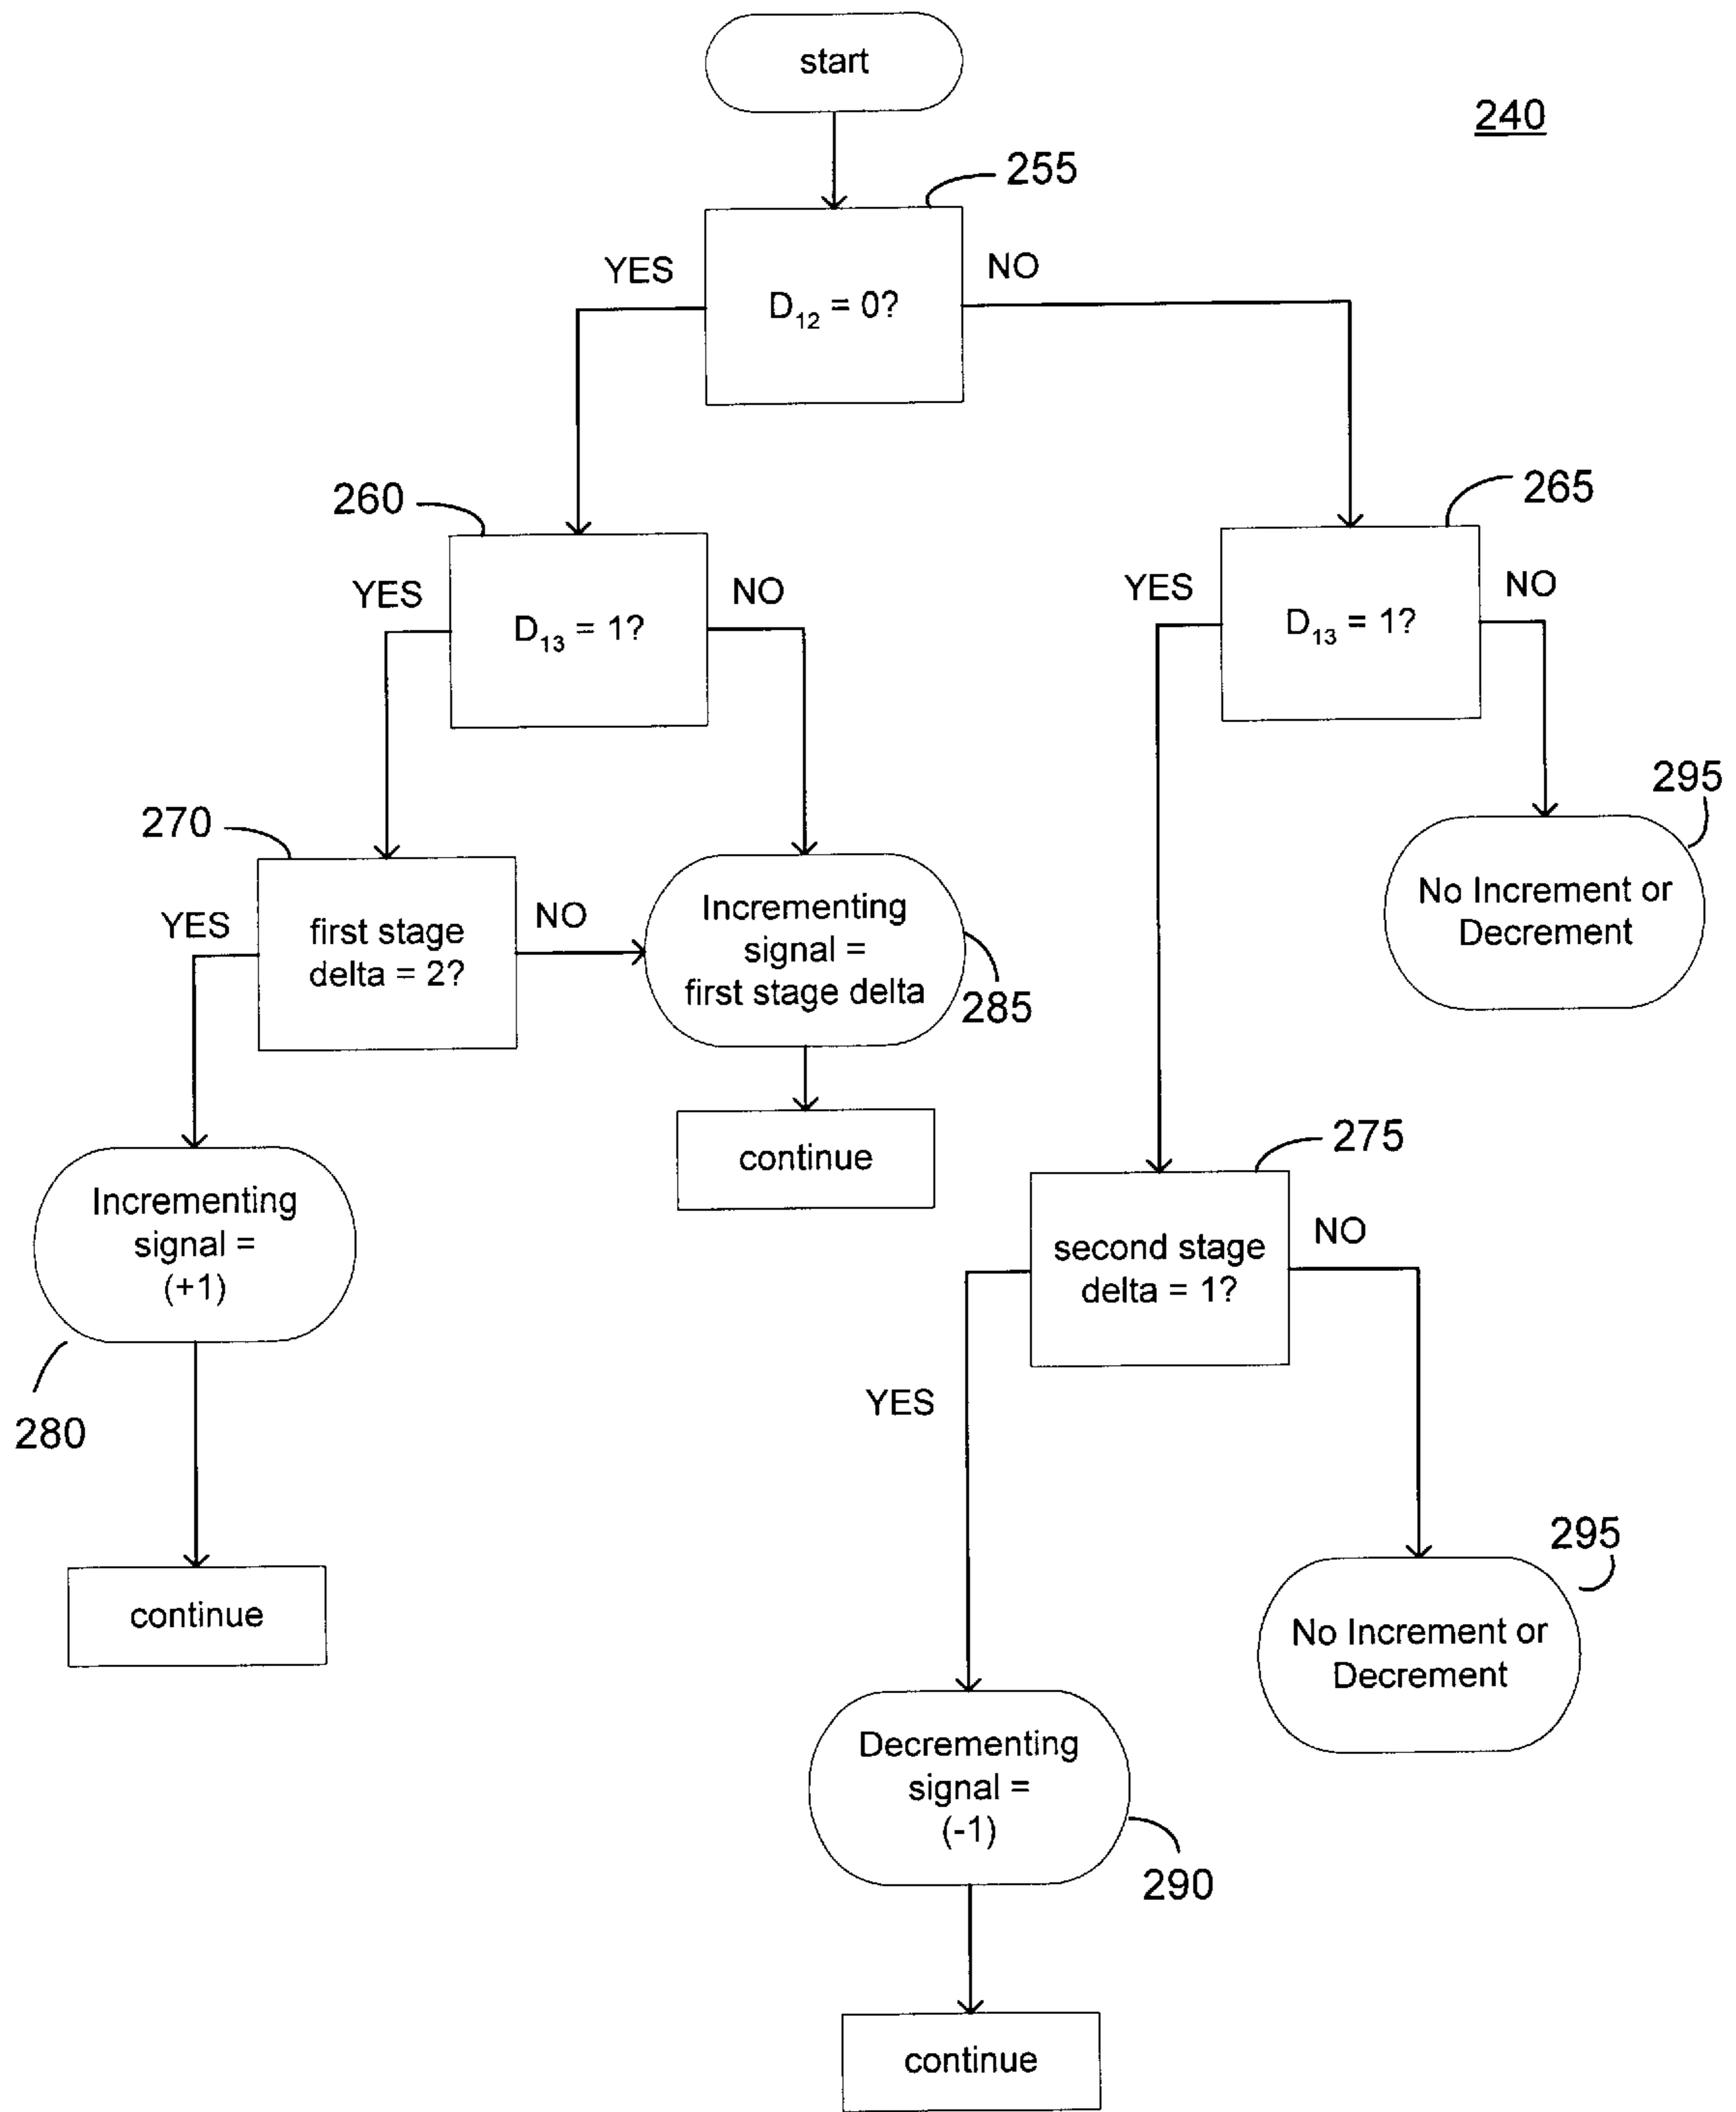 start
240
255
YES
NO
D12 = 0?
260
265
YES
NO
YES
NO
D13 = 1?
D13 = 1?
295
270
YES
NO
first stage
delta = 2?
Incrementing
signal =
first stage delta
285
No Increment or
Decrement
continue
275
Incrementing
signal =
(+1)
280
second stage
delta = 1?
NO
YES
continue
295
No Increment or
Decrement
Decrementing
signal =
(-1)
290
continue